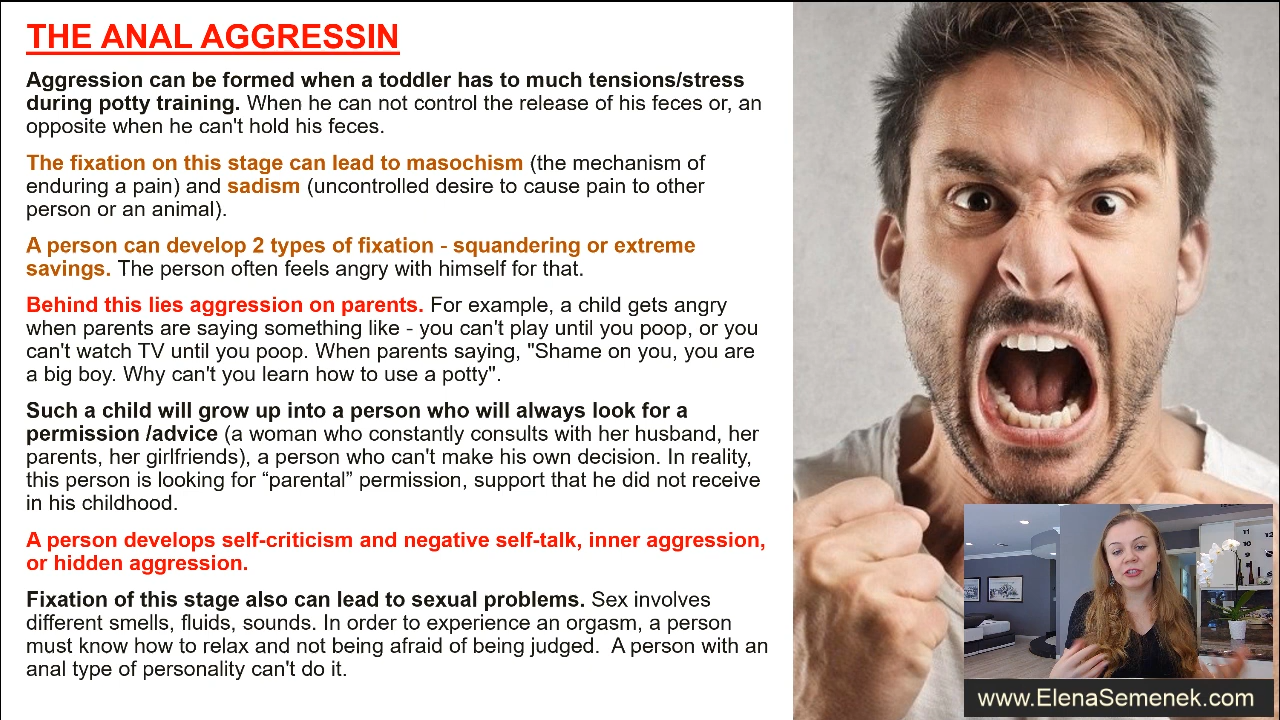 THE ANAL AGGRESSIN
Aggression can be formed when a toddler has to much tensions/stress
during potty training. When he can not control the release of his feces or, an
opposite when he can't hold his feces.
The fixation on this stage can lead to masochism (the mechanism of
enduring a pain) and sadism (uncontrolled desire to cause pain to other
person or an animal).
A person can develop 2 types of fixation - squandering or extreme
savings. The person often feels angry with himself for that.
Behind this lies aggression on parents. For example, a child gets angry
when parents are saying something like - you can't play until you poop, or you
can't watch TV until you poop. When parents saying, "Shame on you, you are
a big boy. Why can't you learn how to use a potty".
Such a child will grow up into a person who will always look for a
permission /advice (a woman who constantly consults with her husband, her
parents, her girlfriends), a person who can't make his own decision. In reality,
this person is looking for “parental” permission, support that he did not receive
in his childhood.
A person develops self-criticism and negative self-talk, inner aggression,
or hidden aggression.
Fixation of this stage also can lead to sexual problems. Sex involves
different smells, fluids, sounds. In order to experience an orgasm, a person
must know how to relax and not being afraid of being judged.  A person with an
anal type of personality can't do it.
www.ElenaSemenek.com